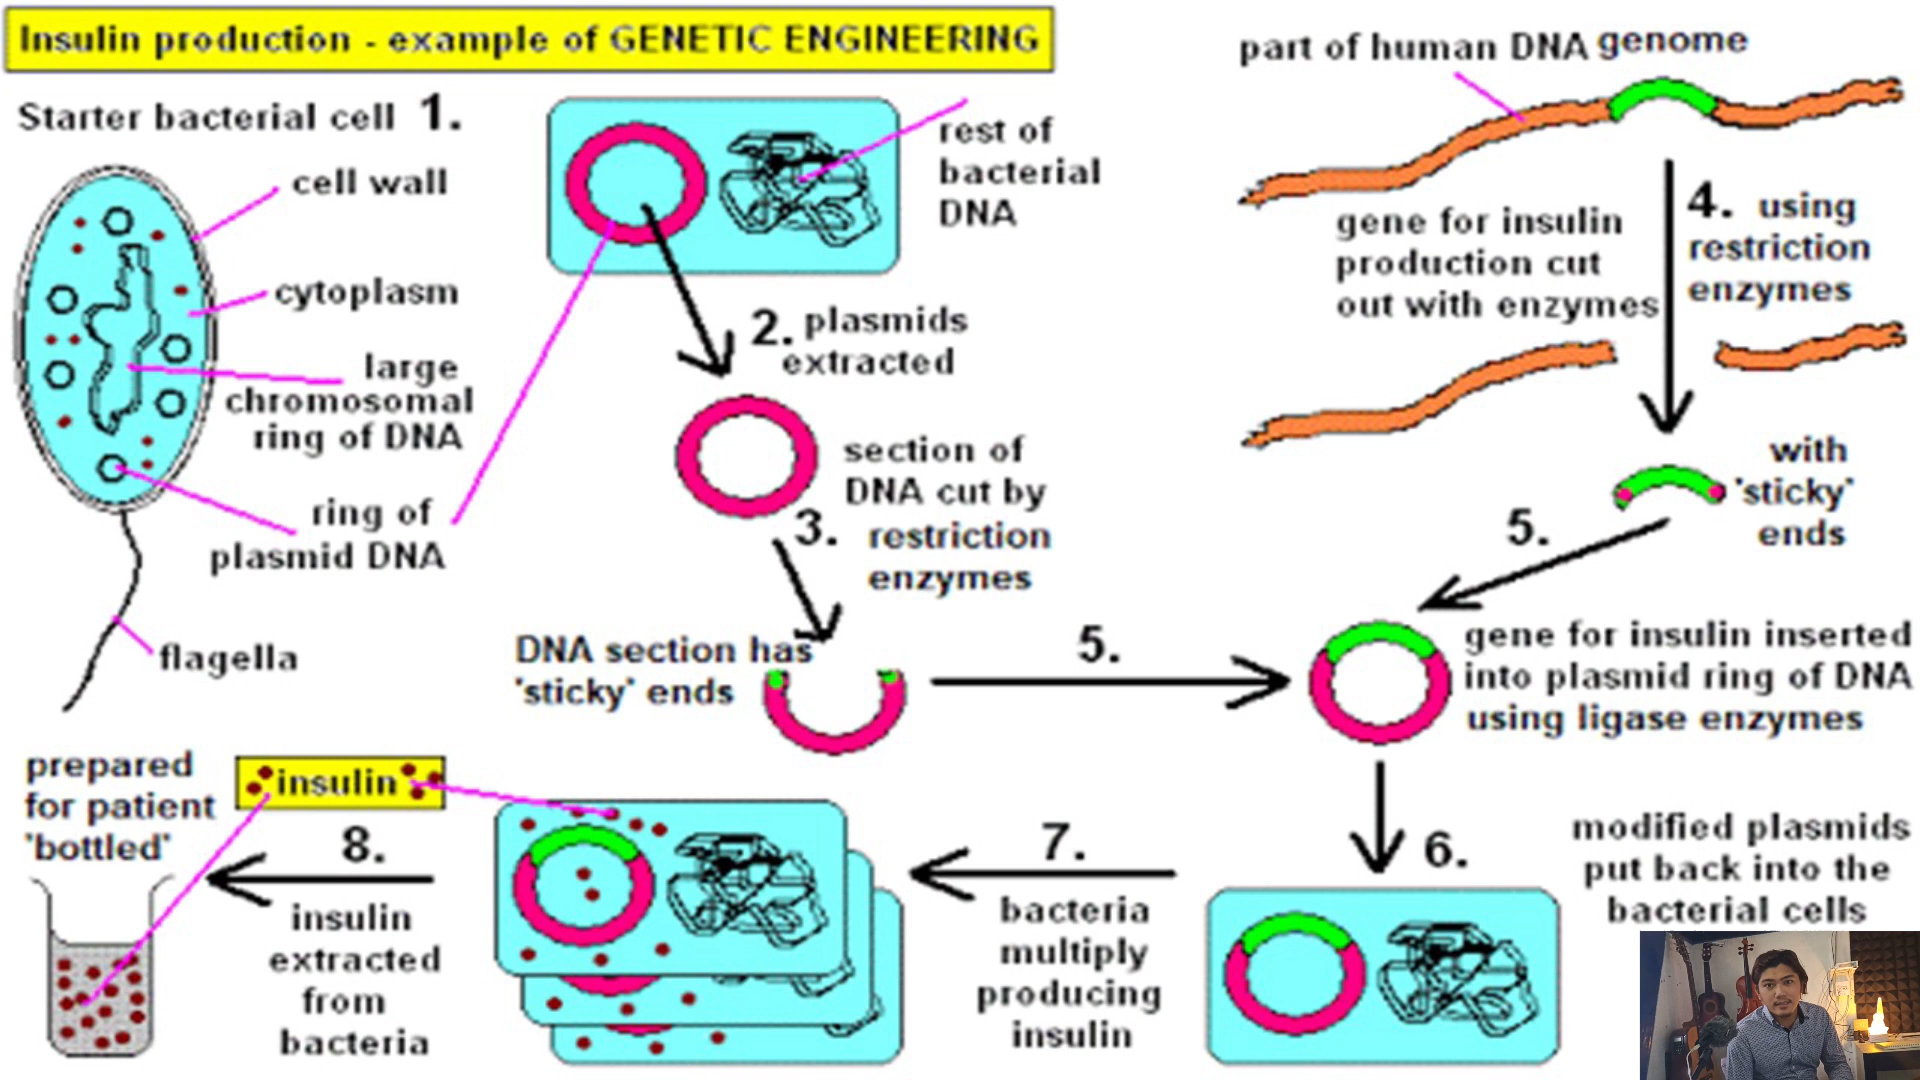 Insulin production - example of GENETIC ENGINEERING
Starter bacterial cell 1.
cell wall
cytoplasm
large
chromosomal
ring of DNA
ring of
plasmid DNA
flagella
rest of
bacterial
DNA
2. plasmids
extracted
section of
DNA cut by
3. restriction
enzymes
DNA section has
'sticky' ends
part of human DNA genome
gene for insulin
production cut
out with enzymes
4. using
restriction
enzymes
with
'sticky'
ends
5.
5.
gene for insulin inserted
into plasmid ring of DNA
using ligase enzymes
6.
modified plasmids
put back into the
bacterial cells
7.
bacteria
multiply
producing
insulin
8.
insulin
extracted
from
bacteria
insulin
prepared
for patient
'bottled'